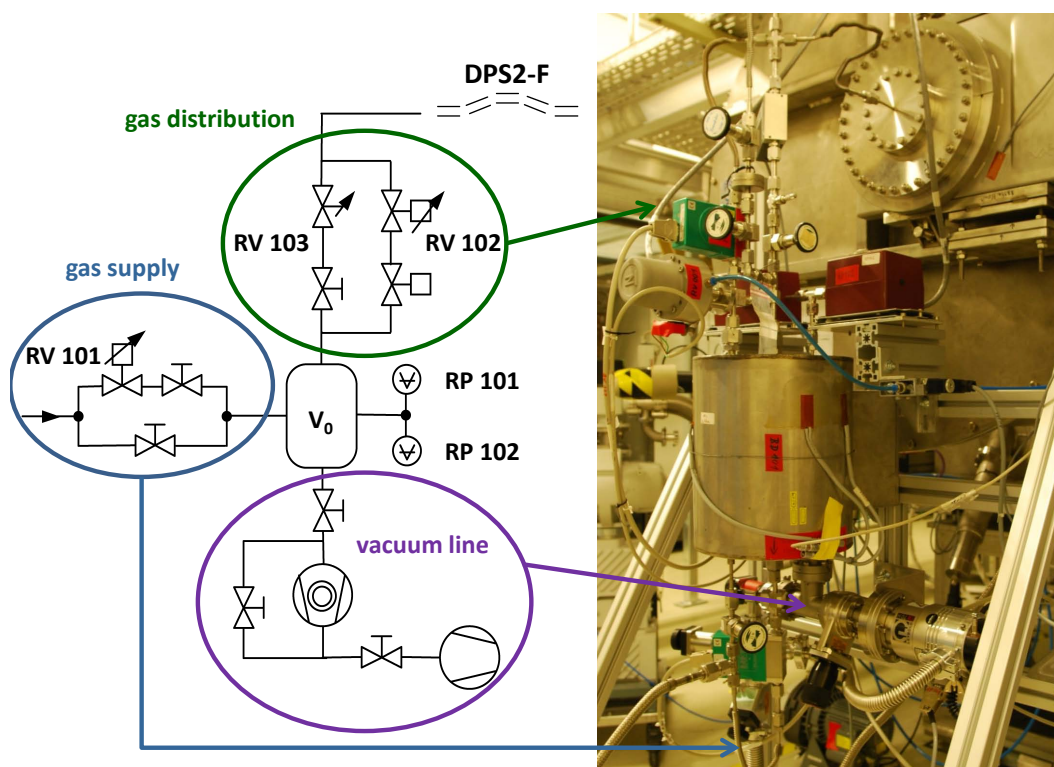 DPS2-F
gas distribution
RV 103
RV 102
gas supply
RV 101
RP 101
V₀
RP 102
vacuum line